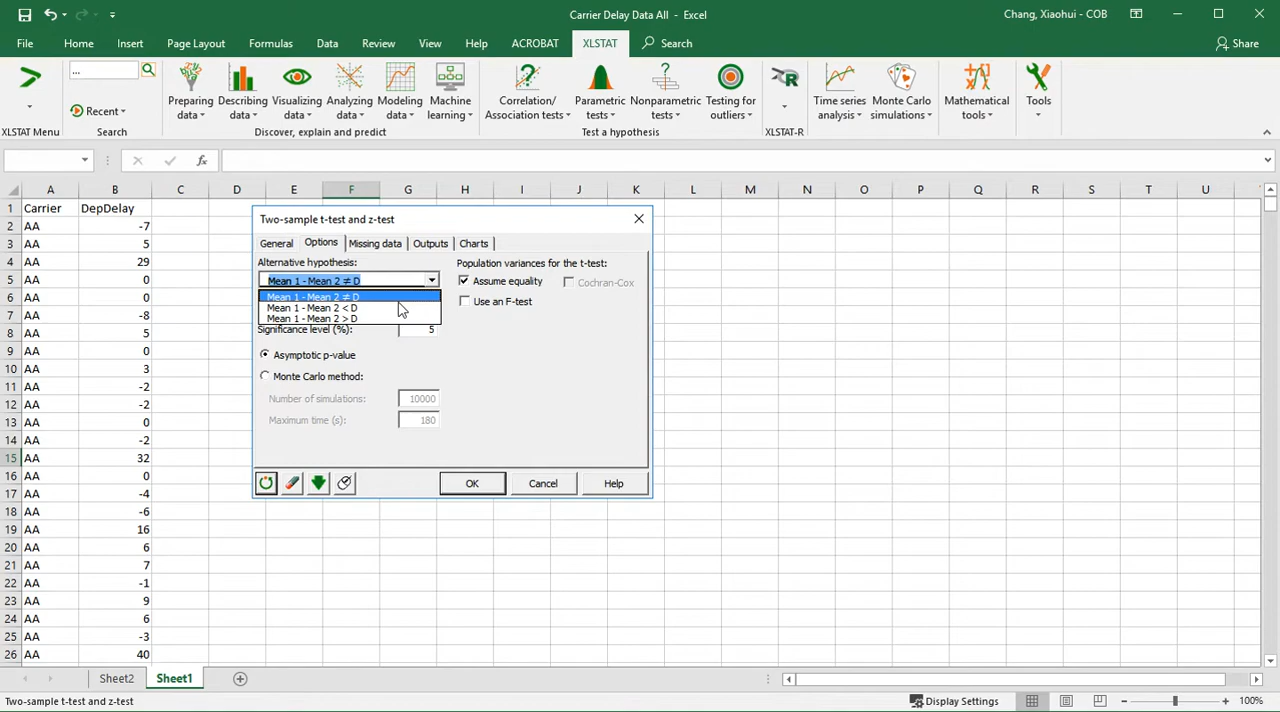 Carrier Delay Data All - Excel
Chang, Xiaohui - COB
File Home Insert Page Layout Formulas Data Review View Help ACROBAT XLSTAT Search Share
...
Recent
XLSTAT Menu
Search
Preparing data
Describing data
Visualizing data
Analyzing data
Modeling data
Machine learning
Discover, explain and predict
Correlation/ Association tests
Parametric tests
Nonparametric tests
Testing for outliers
Test a hypothesis
XLSTAT-R
Time series analysis
Monte Carlo simulations
Mathematical tools
Tools
fx
A B C D E F G H I J K L M N O P Q R S T U
1 Carrier DepDelay
2 AA -7
3 AA 5
4 AA 29
5 AA 0
6 AA 0
7 AA -8
8 AA 5
9 AA 0
10 AA 3
11 AA -2
12 AA -2
13 AA 0
14 AA -2
15 AA 32
16 AA 0
17 AA -4
18 AA -6
19 AA 16
20 AA 6
21 AA 7
22 AA -1
23 AA 9
24 AA 6
25 AA -3
26 AA 40
Two-sample t-test and z-test
General Options Missing data Outputs Charts
Alternative hypothesis:
Mean 1 - Mean 2 ≠ D
Mean 1 - Mean 2 ≠ D
Mean 1 - Mean 2 < D
Mean 1 - Mean 2 > D
Significance level (%): 5
Asymptotic p-value
Monte Carlo method:
Number of simulations: 10000
Maximum time (s): 180
Population variances for the t-test:
Assume equality Cochran-Cox
Use an F-test
OK Cancel Help
Sheet2 Sheet1
Two-sample t-test and z-test
Display Settings
100%